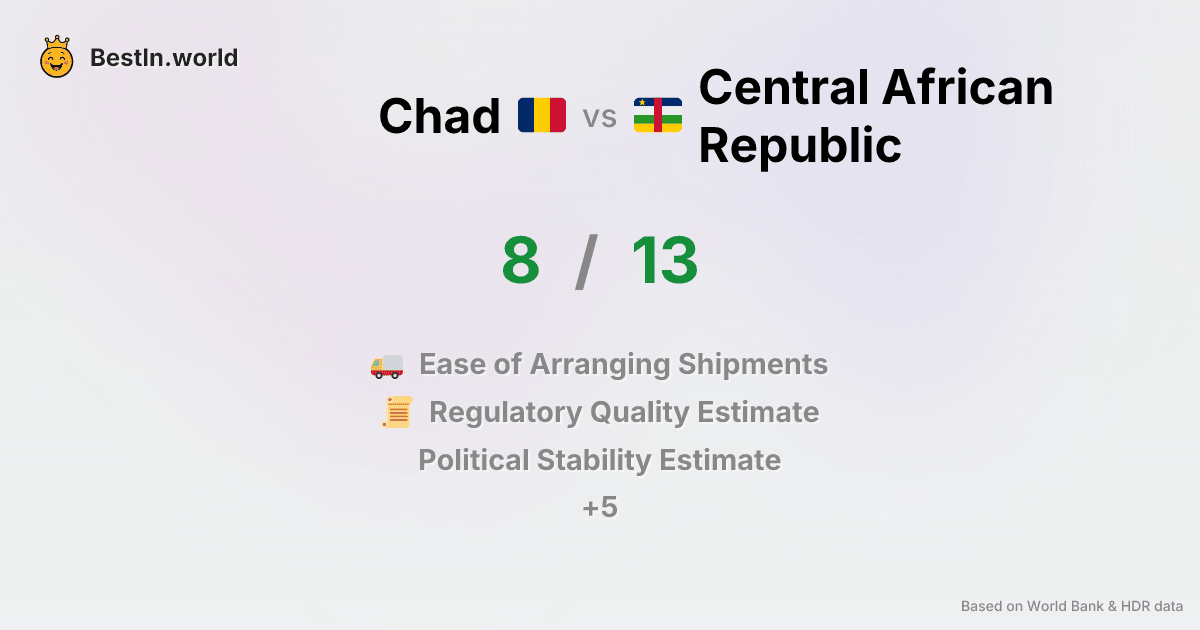 BestIn.world
Chad vs Central African
Republic
8 / 13
Ease of Arranging Shipments
Regulatory Quality Estimate
Political Stability Estimate
+5
Based on World Bank & HDR data